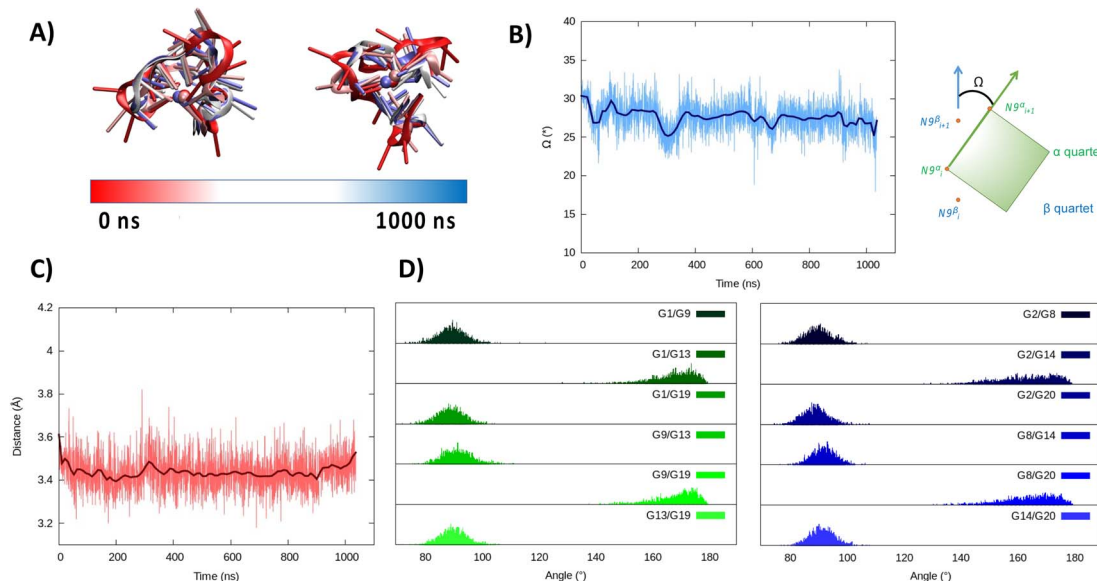 A)
0 ns
1000 ns
B)
40
35
30
25
20
15
10
Ω (°)
0 200 400 600 800 1000
Time (ns)
Ω
N9α i+1
N9β i+1
N9α i
α quartet
N9β i
β quartet
C)
4.2
4
3.8
3.6
3.4
3.2
Distance (Å)
0 200 400 600 800 1000
Time (ns)
D)
G1/G9
G1/G13
G1/G19
G9/G13
G9/G19
G13/G19
80 100 120 140 160 180
Angle (°)
G2/G8
G2/G14
G2/G20
G8/G14
G8/G20
G14/G20
80 100 120 140 160 180
Angle (°)